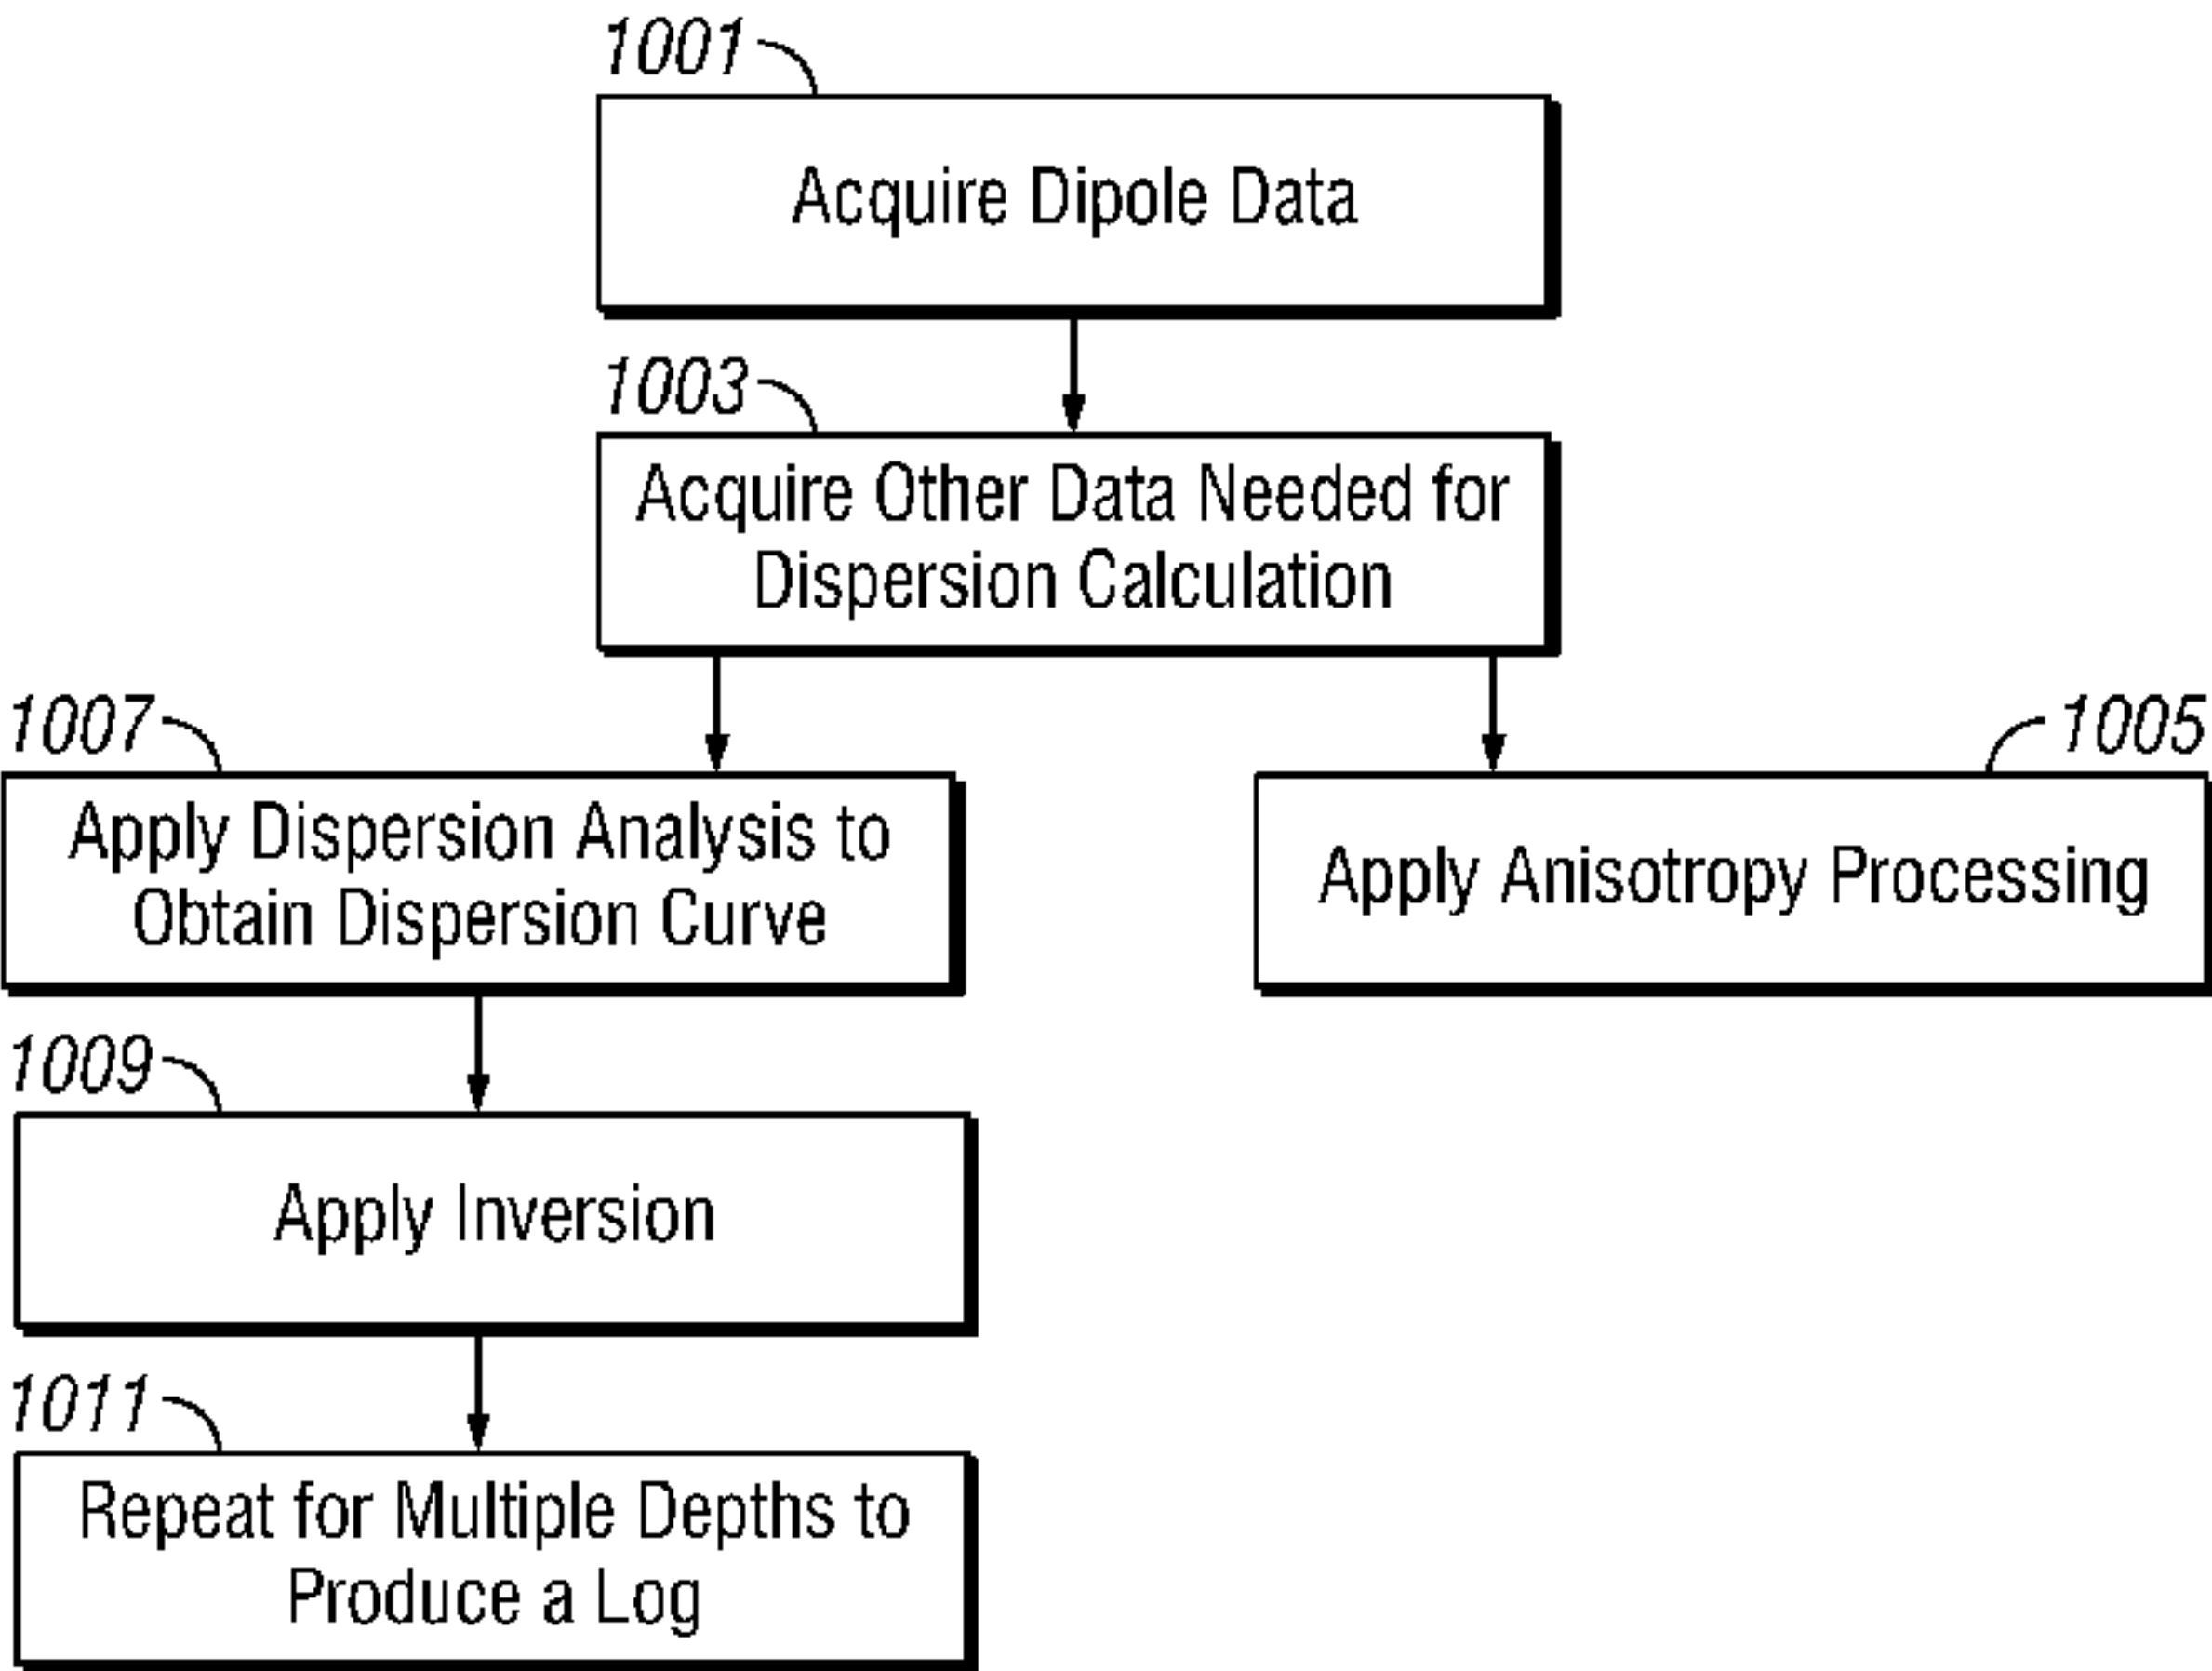 1001
Acquire Dipole Data
1003
Acquire Other Data Needed for
Dispersion Calculation
1007
Apply Dispersion Analysis to
Obtain Dispersion Curve
1005
Apply Anisotropy Processing
1009
Apply Inversion
1011
Repeat for Multiple Depths to
Produce a Log